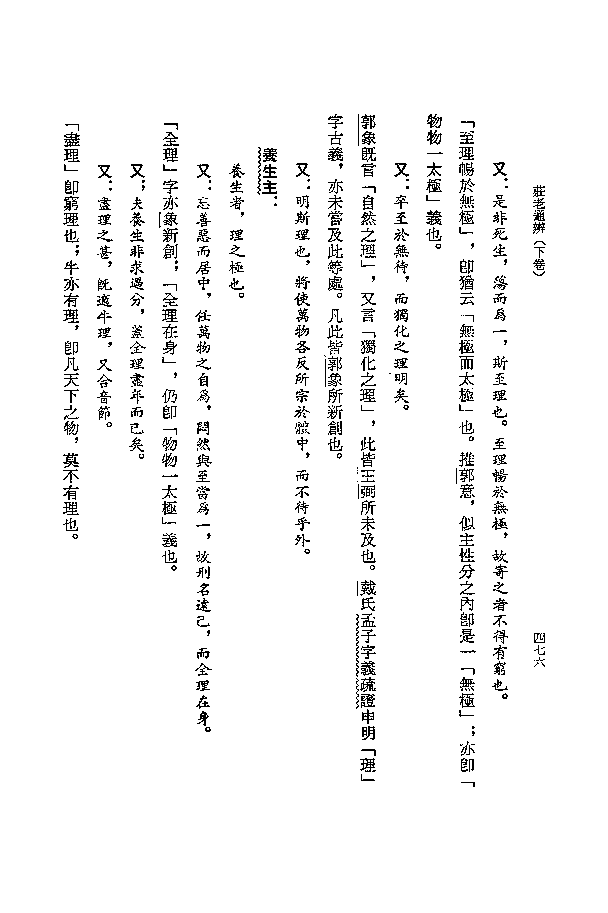 莊老通辨（下卷）
四七六
又：是非死生，蕩而爲一，斯至理也。至理暢於無極，故寄之者不得有窮也。
「至理暢於無極」，卽猶云「無極而太極」也。推郭意，似主性分之內卽是一「無極」；亦卽「
物物一太極」義也。
又：卒至於無待，而獨化之理明矣。
郭象旣言「自然之理」，又言「獨化之理」，此皆王弼所未及也。戴氏孟子字義疏證申明「理」
字古義，亦未嘗及此等處。凡此皆郭象所新創也。
又：明斯理也，將使萬物各反所宗於體中，而不待乎外。
養生主：
養生者，理之極也。
又：忘善惡而居中，任萬物之自爲，悶然與至當爲一，故刑名遠己，而全理在身。
「全理」字亦象新創；「全理在身」，仍卽「物物一太極」義也。
又：夫養生非求過分，蓋全理盡年而已矣。
又：盡理之甚，旣適牛理，又合音節。
「盡理」卽窮理也；牛亦有理，卽凡天下之物，莫不有理也。